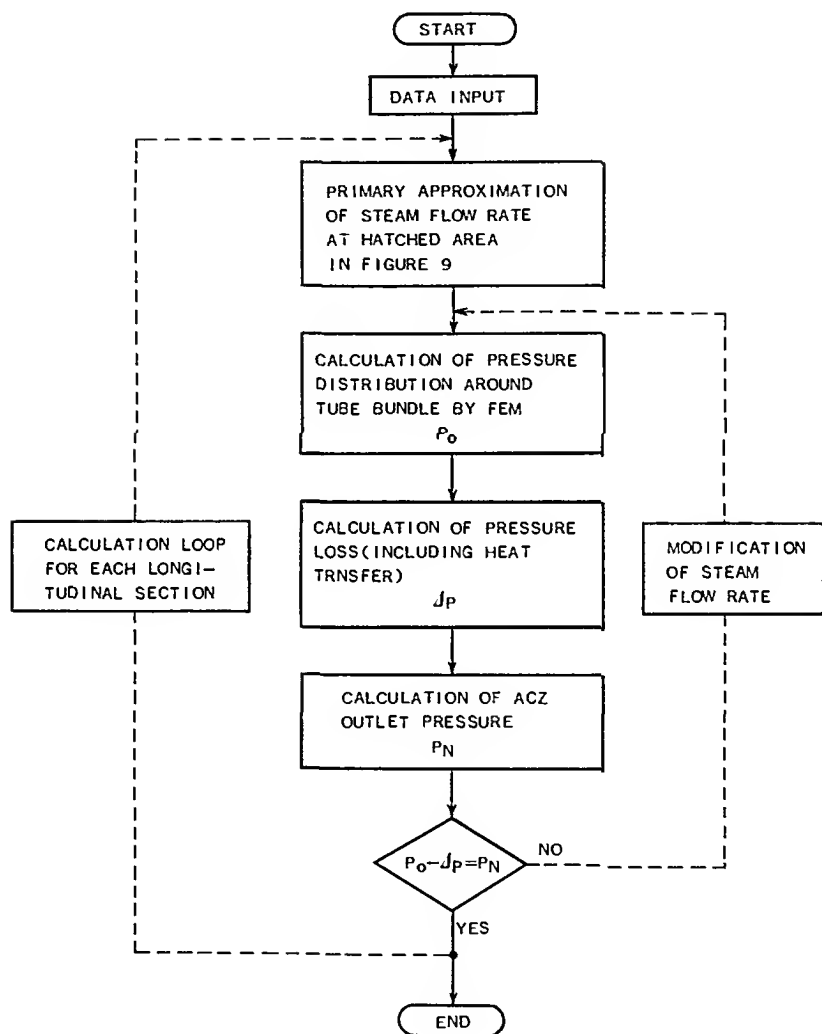 START
DATA INPUT
PRIMARY APPROXIMATION
OF STEAM FLOW RATE
AT HATCHED AREA
IN FIGURE 9
CALCULATION OF PRESSURE
DISTRIBUTION AROUND
TUBE BUNDLE BY FEM
Po
CALCULATION LOOP
FOR EACH LONGI-
TUDINAL SECTION
CALCULATION OF PRESSURE
LOSS(INCLUDING HEAT
TRNSFER)
ΔP
MODIFICATION
OF STEAM
FLOW RATE
CALCULATION OF ACZ
OUTLET PRESSURE
PN
Po-ΔP=PN
NO
YES
END